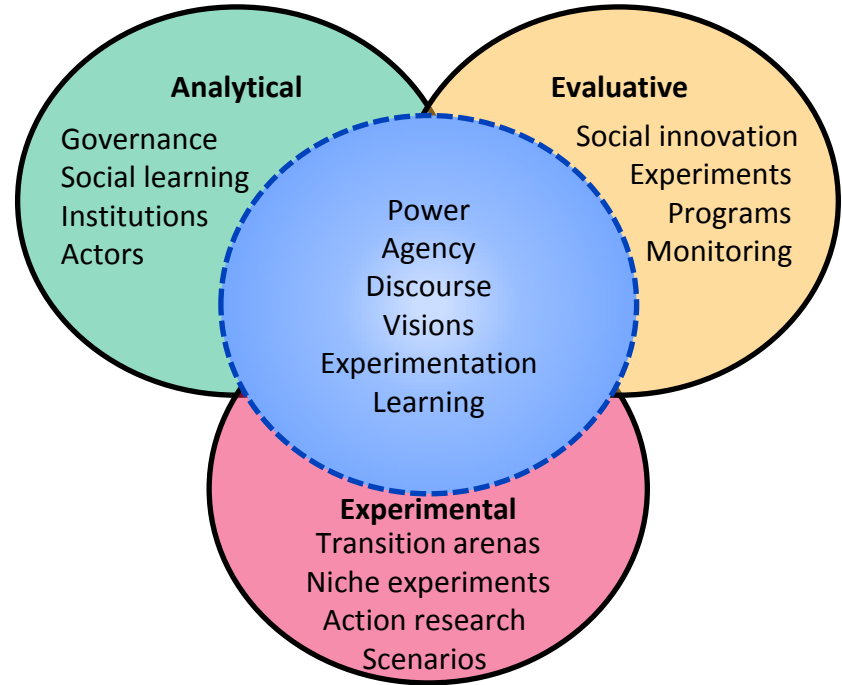 Analytical
Governance
Social learning
Institutions
Actors
Evaluative
Social innovation
Experiments
Programs
Monitoring
Power
Agency
Discourse
Visions
Experimentation
Learning
Experimental
Transition arenas
Niche experiments
Action research
Scenarios